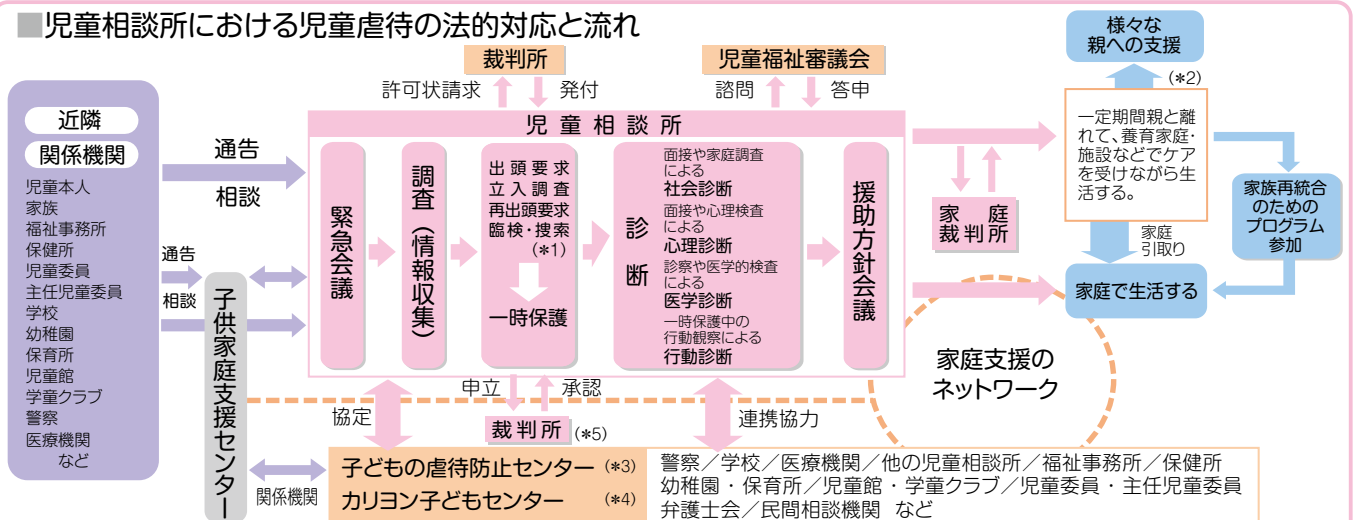 ■児童相談所における児童虐待の法的対応と流れ
裁判所
許可状請求
発付
児童福祉審議会
諮問
答申
様々な
親への支援
(*2)
近隣
関係機関
児童本人
家族
福祉事務所
保健所
児童委員
主任児童委員
学校
幼稚園
保育所
児童館
学童クラブ
警察
医療機関
など
通告
相談
通告
相談
子供家庭支援センター
児童相談所
緊急会議
調査（情報収集）
出頭要求
立入調査
再出頭要求
臨検・捜索
(*1)
一時保護
診断
面接や家庭調査
による
社会診断
面接や心理検査
による
心理診断
診察や医学的検査
による
医学診断
一時保護中の
行動観察による
行動診断
援助方針会議
家庭
裁判所
一定期間親と離
れて、養育家庭・
施設などでケア
を受けながら生
活する。
家庭
引取り
家族再統合
のための
プログラム
参加
家庭で生活する
家庭支援の
ネットワーク
協定
申立
承認
裁判所 (*5)
連携協力
関係機関
子どもの虐待防止センター (*3)
カリヨン子どもセンター (*4)
警察／学校／医療機関／他の児童相談所／福祉事務所／保健所
幼稚園・保育所／児童館・学童クラブ／児童委員・主任児童委員
弁護士会／民間相談機関 など